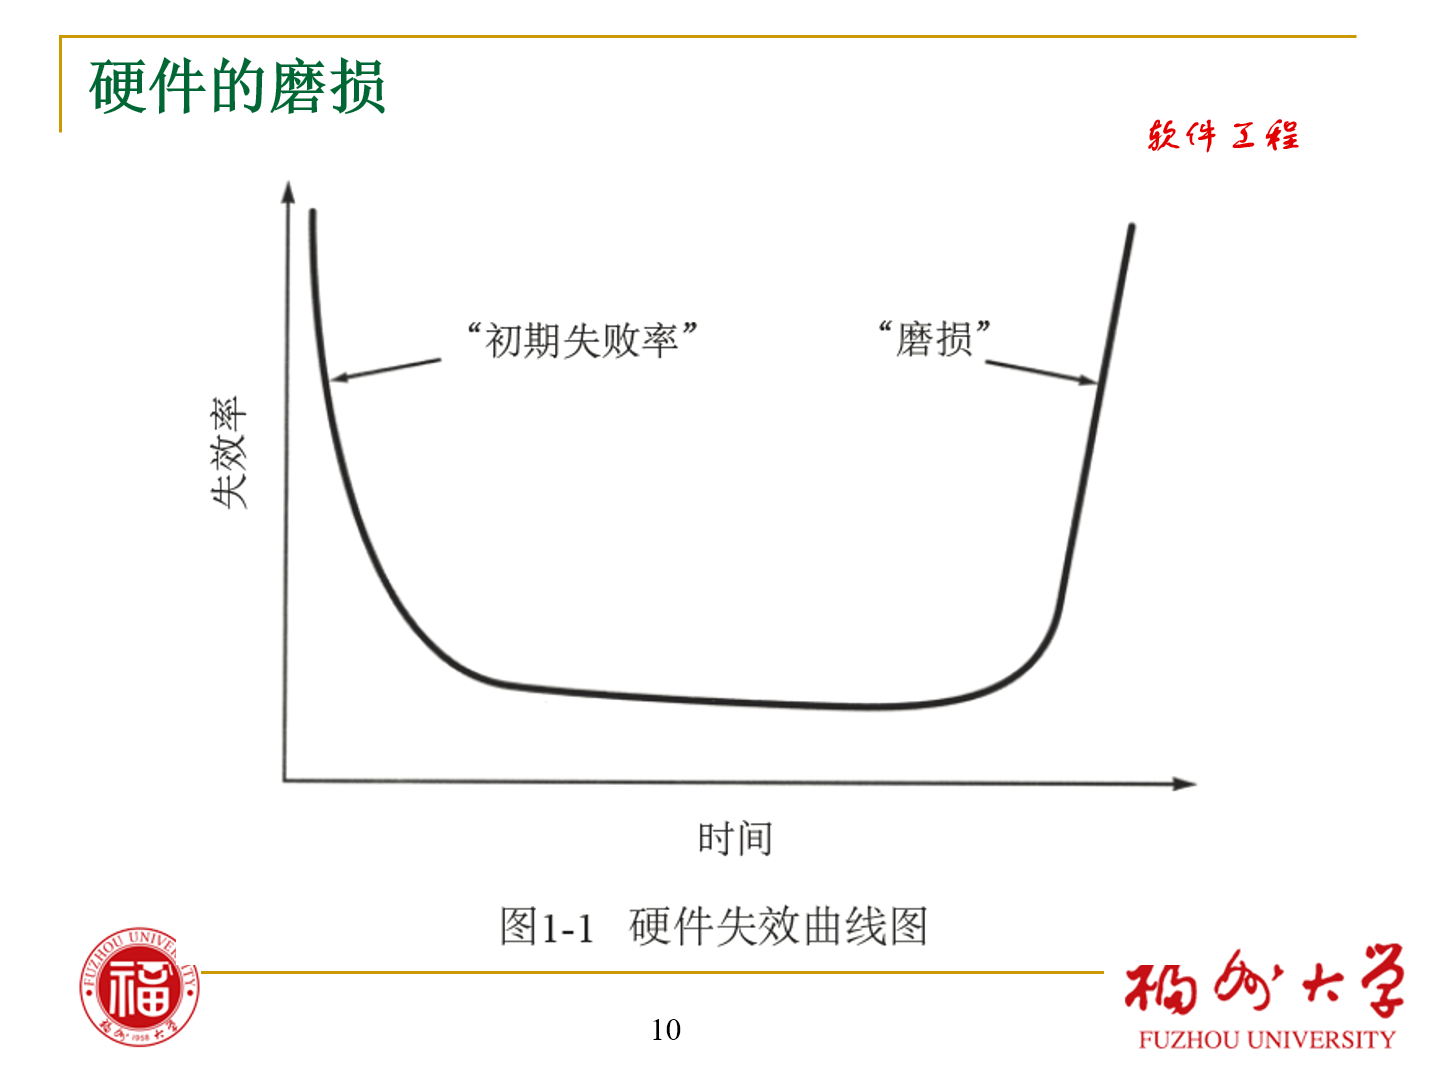 硬件的磨损
软件工程
“初期失败率”
“磨损”
失效率
时间
图1-1 硬件失效曲线图
FUZHOU UNIVERSITY
福
福州大学
1958
10
福州大学
FUZHOU UNIVERSITY